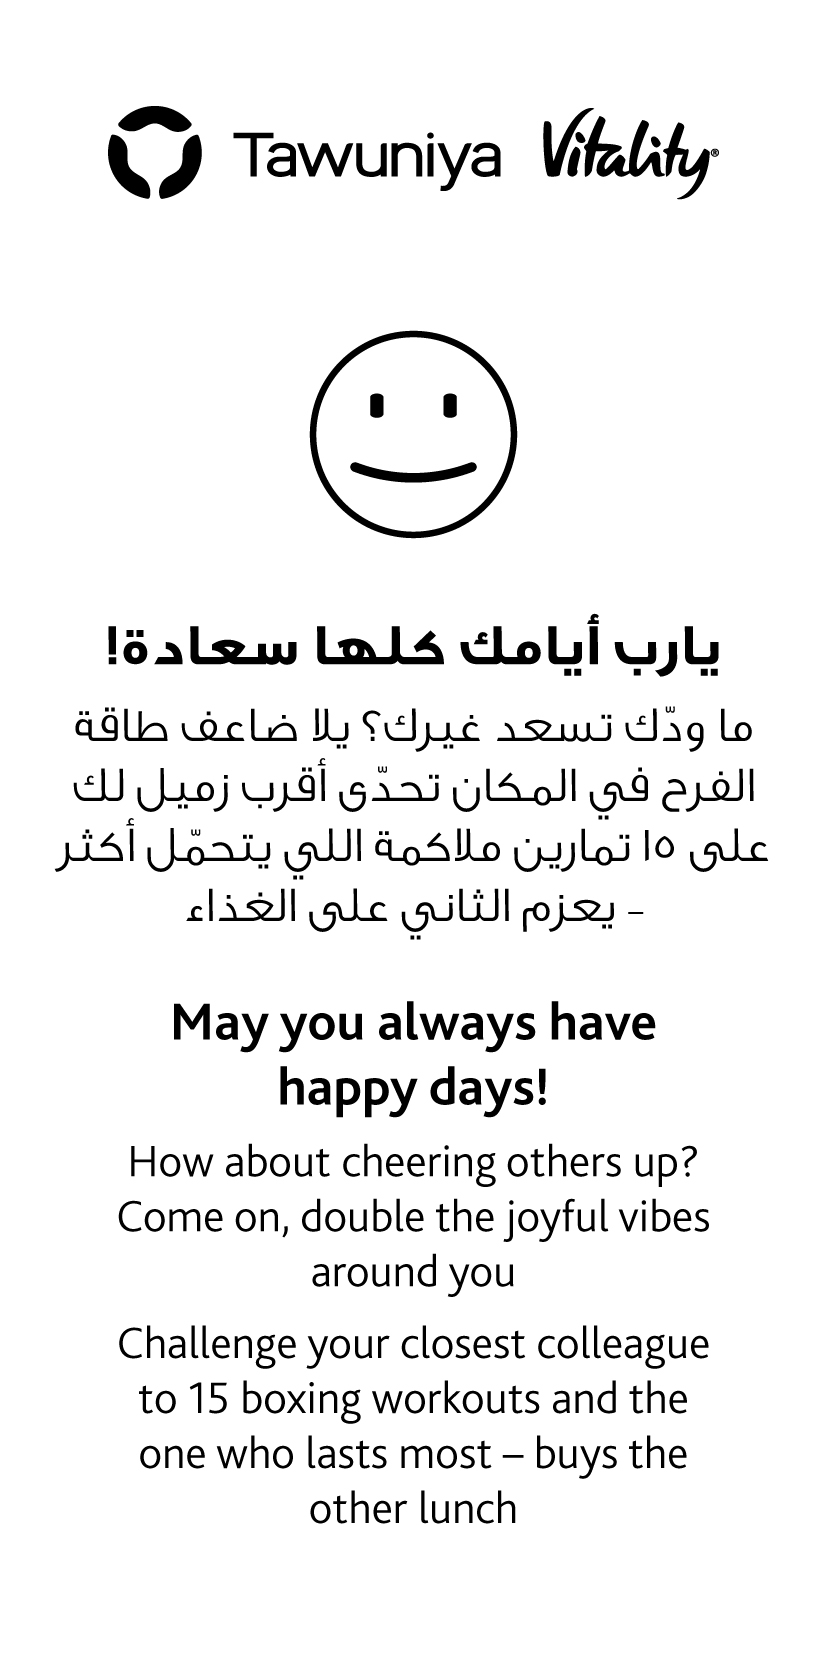 Tawuniya Vitality®
يارب أيامك كلها سعادة!
ما ودّك تسعد غيرك؟ يلا ضاعف طاقة
الفرح في المكان تحدّى أقرب زميل لك
على ١٥ تمارين ملاكمة اللي يتحمّل أكثر
– يعزم الثاني على الغذاء
May you always have
happy days!
How about cheering others up?
Come on, double the joyful vibes
around you
Challenge your closest colleague
to 15 boxing workouts and the
one who lasts most – buys the
other lunch